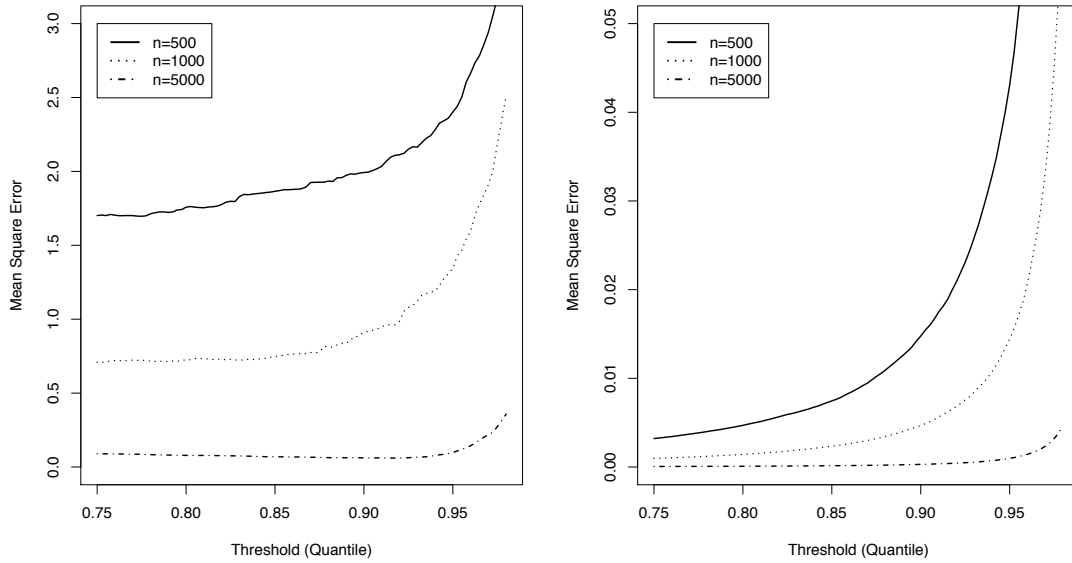 3.0
2.5
2.0
1.5
1.0
0.5
0.0
Mean Square Error
n=500
n=1000
n=5000
0.75 0.80 0.85 0.90 0.95
Threshold (Quantile)
0.05
0.04
0.03
0.02
0.01
0.00
Mean Square Error
n=500
n=1000
n=5000
0.75 0.80 0.85 0.90 0.95
Threshold (Quantile)